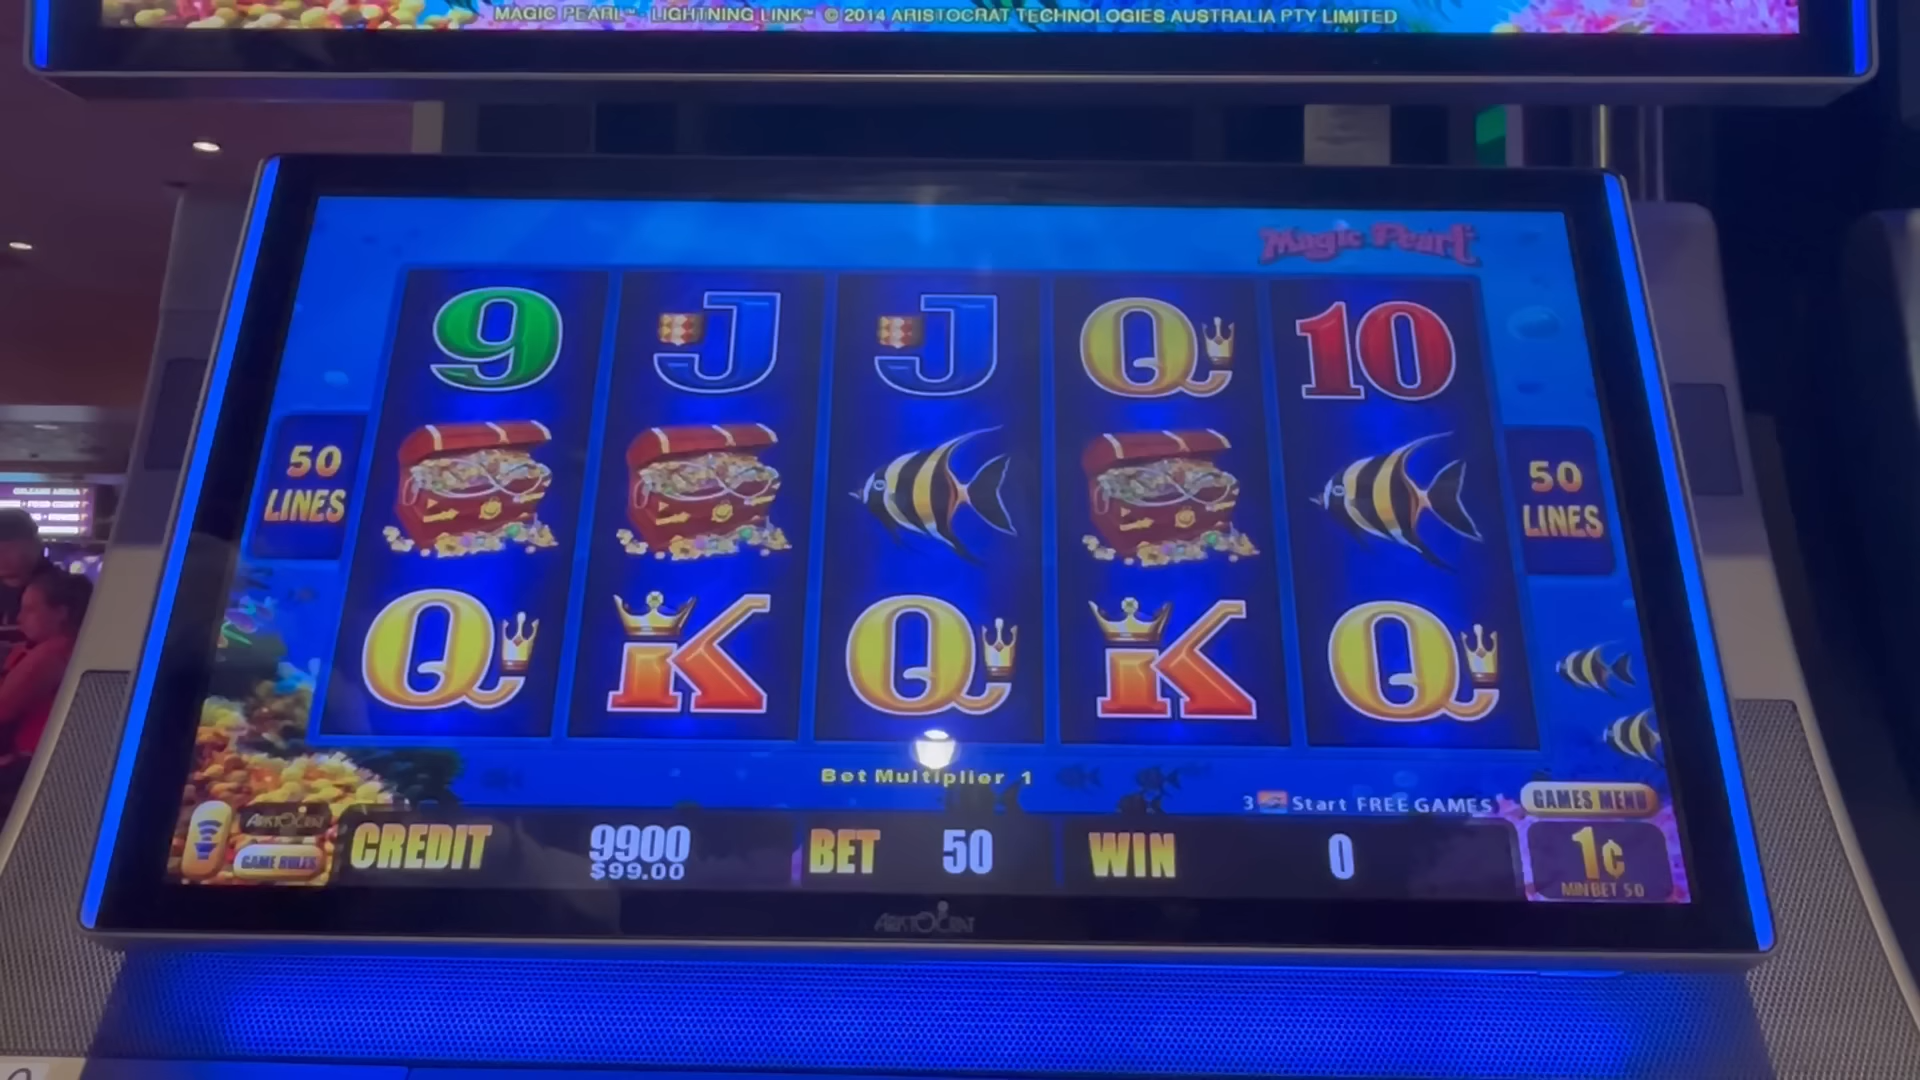 MAGIC PEARL™ - LIGHTNING LINK™ © 2014 ARISTOCRAT TECHNOLOGIES AUSTRALIA PTY LIMITED
Magic Pearl
9 J J Q 10
50 LINES
50 LINES
Q K Q K Q
Bet Multiplier 1
3 Start FREE GAMES
GAMES MENU
ARISTOCRAT
GAME RULES
CREDIT 9900
$99.00
BET 50
WIN 0
1¢
MIN BET 50
ARISTOCRAT